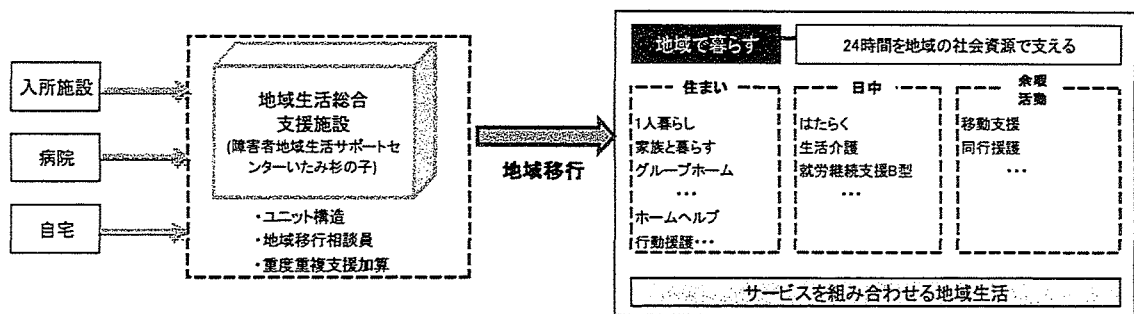 入所施設
病院
自宅
地域生活総合
支援施設
(障害者地域生活サポートセ
ンターいたみ杉の子)
・ユニット構造
・地域移行相談員
・重度重複支援加算
地域移行
地域で暮らす
24時間を地域の社会資源で支える
住まい
1人暮らし
家族と暮らす
グループホーム
・・・
ホームヘルプ
行動援護・・・
日中
はたらく
生活介護
就労継続支援B型
・・・
余暇
活動
移動支援
同行援護
・・・
サービスを組み合わせる地域生活